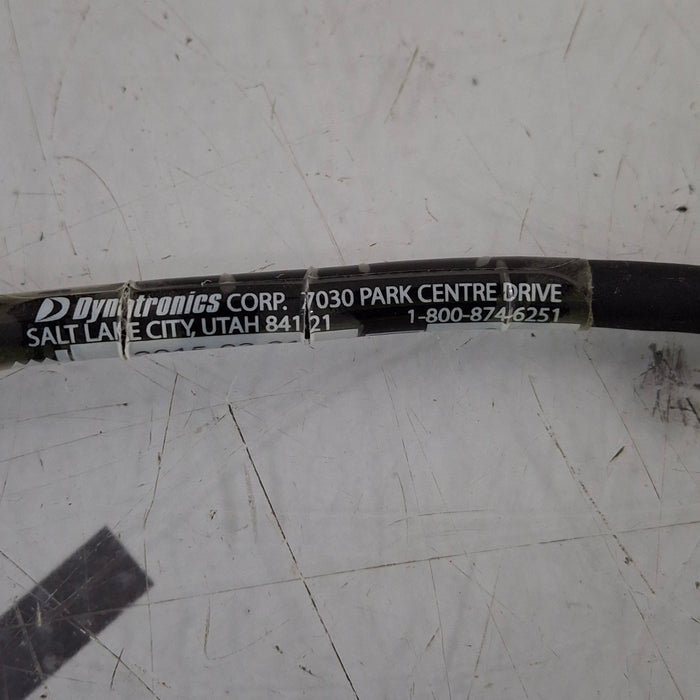 Dynatronics CORP. 7030 PARK CENTRE DRIVE
SALT LAKE CITY, UTAH 84121 1-800-874-6251